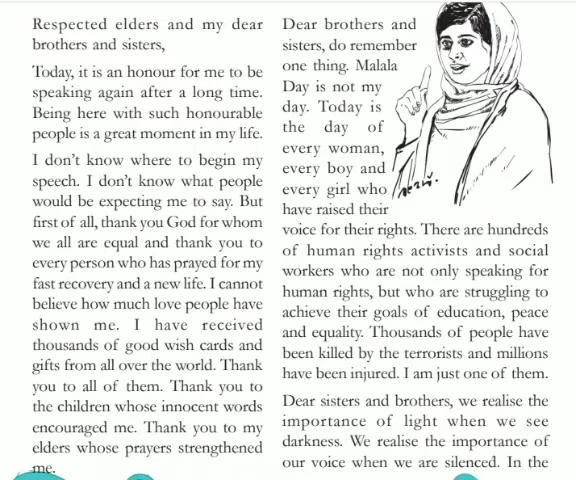 Respected elders and my dear
brothers and sisters,
Today, it is an honour for me to be
speaking again after a long time.
Being here with such honourable
people is a great moment in my life.
I don't know where to begin my
speech. I don't know what people
would be expecting me to say. But
first of all, thank you God for whom
we all are equal and thank you to
every person who has prayed for my
fast recovery and a new life. I cannot
believe how much love people have
shown me. I have received
thousands of good wish cards and
gifts from all over the world. Thank
you to all of them. Thank you to
the children whose innocent words
encouraged me. Thank you to my
elders whose prayers strengthened
me.
Dear brothers and
sisters, do remember
one thing. Malala
Day is not my
day. Today is
the day of
every woman,
every boy and
every girl who
have raised their
voice for their rights. There are hundreds
of human rights activists and social
workers who are not only speaking for
human rights, but who are struggling to
achieve their goals of education, peace
and equality. Thousands of people have
been killed by the terrorists and millions
have been injured. I am just one of them.
Dear sisters and brothers, we realise the
importance of light when we see
darkness. We realise the importance of
our voice when we are silenced. In the